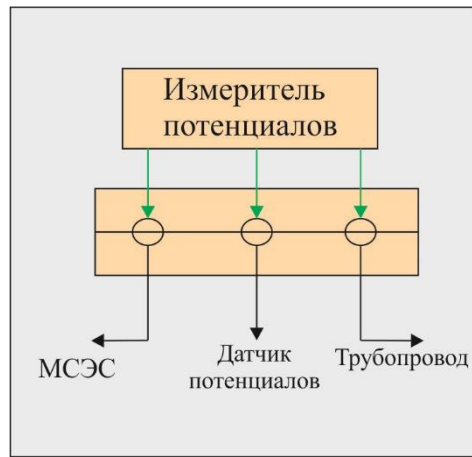 Измеритель
потенциалов
МСЭС
Датчик
потенциалов
Трубопровод